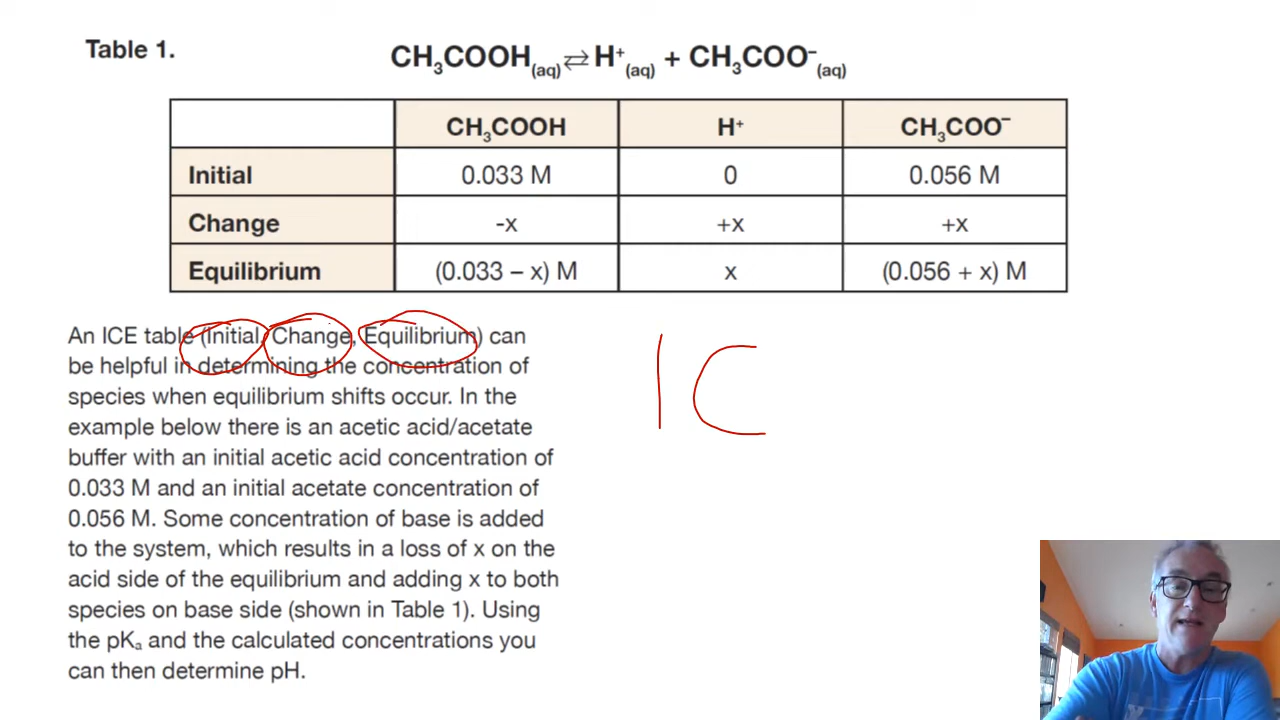 Table 1.
CH₃COOH(aq) ⇄ H⁺(aq) + CH₃COO⁻(aq)
CH₃COOH H⁺ CH₃COO⁻
Initial 0.033 M 0 0.056 M
Change -x +x +x
Equilibrium (0.033 – x) M x (0.056 + x) M
An ICE table (Initial, Change, Equilibrium) can
be helpful in determining the concentration of
species when equilibrium shifts occur. In the
example below there is an acetic acid/acetate
buffer with an initial acetic acid concentration of
0.033 M and an initial acetate concentration of
0.056 M. Some concentration of base is added
to the system, which results in a loss of x on the
acid side of the equilibrium and adding x to both
species on base side (shown in Table 1). Using
the pKₐ and the calculated concentrations you
can then determine pH.
I C